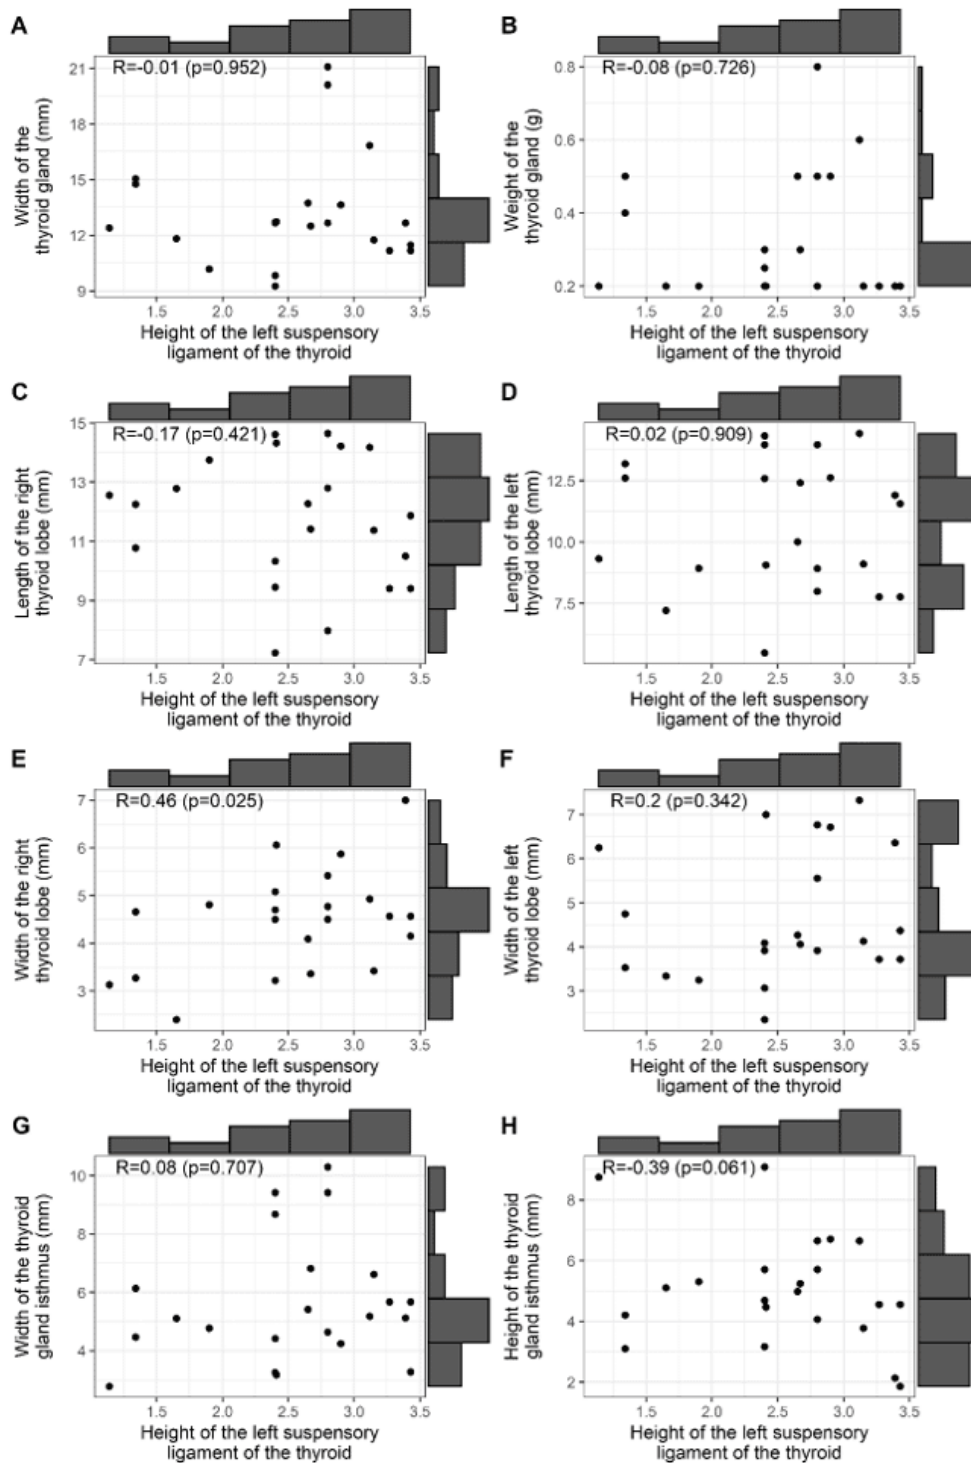 A
R=-0.01 (p=0.952)
21
18
15
12
9
Width of the
thyroid gland (mm)
1.5 2.0 2.5 3.0 3.5
Height of the left suspensory
ligament of the thyroid
B
R=-0.08 (p=0.726)
0.8
0.6
0.4
0.2
Weight of the
thyroid gland (g)
1.5 2.0 2.5 3.0 3.5
Height of the left suspensory
ligament of the thyroid
C
R=-0.17 (p=0.421)
15
13
11
9
7
Length of the right
thyroid lobe (mm)
1.5 2.0 2.5 3.0 3.5
Height of the left suspensory
ligament of the thyroid
D
R=0.02 (p=0.909)
12.5
10.0
7.5
Length of the left
thyroid lobe (mm)
1.5 2.0 2.5 3.0 3.5
Height of the left suspensory
ligament of the thyroid
E
R=0.46 (p=0.025)
7
6
5
4
3
Width of the right
thyroid lobe (mm)
1.5 2.0 2.5 3.0 3.5
Height of the left suspensory
ligament of the thyroid
F
R=0.2 (p=0.342)
7
6
5
4
3
Width of the left
thyroid lobe (mm)
1.5 2.0 2.5 3.0 3.5
Height of the left suspensory
ligament of the thyroid
G
R=0.08 (p=0.707)
10
8
6
4
Width of the thyroid
gland isthmus (mm)
1.5 2.0 2.5 3.0 3.5
Height of the left suspensory
ligament of the thyroid
H
R=-0.39 (p=0.061)
8
6
4
2
Height of the thyroid
gland isthmus (mm)
1.5 2.0 2.5 3.0 3.5
Height of the left suspensory
ligament of the thyroid